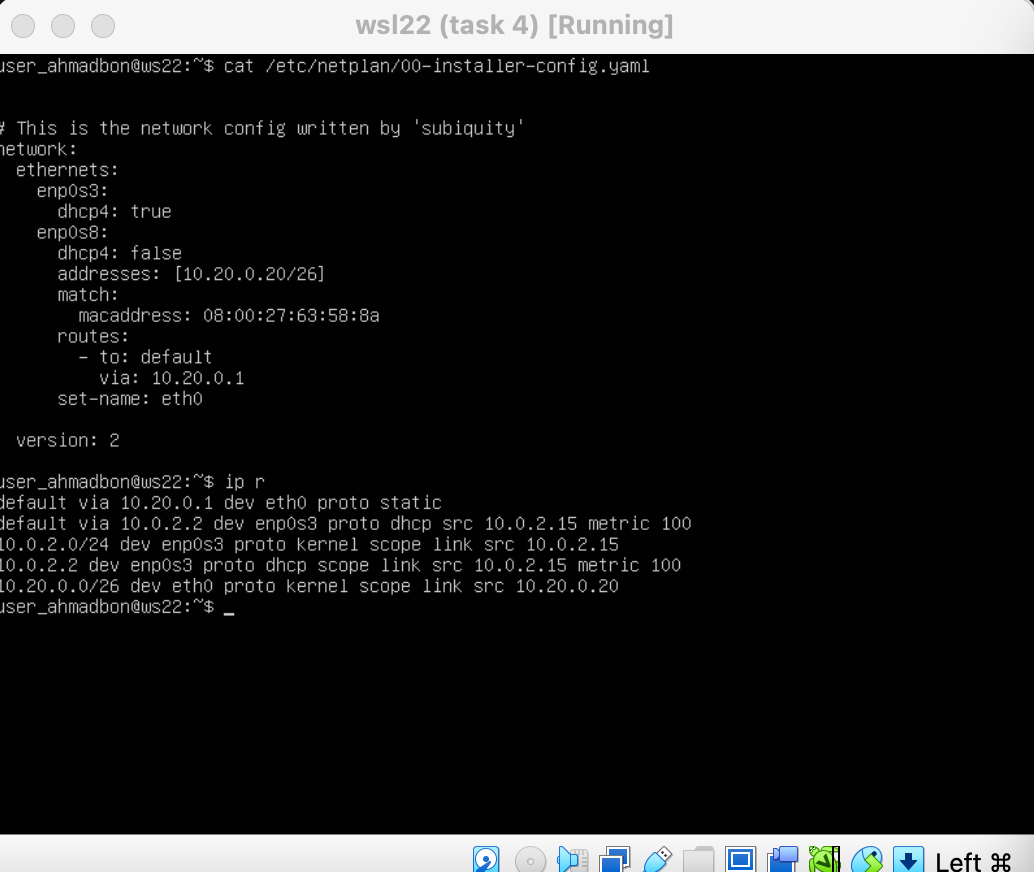 wsl22 (task 4) [Running]
user_ahmadbon@ws22:~$ cat /etc/netplan/00-installer-config.yaml
# This is the network config written by 'subiquity'
network:
  ethernets:
    enp0s3:
      dhcp4: true
    enp0s8:
      dhcp4: false
      addresses: [10.20.0.20/26]
      match:
        macaddress: 08:00:27:63:58:8a
      routes:
        - to: default
          via: 10.20.0.1
      set-name: eth0
  version: 2
user_ahmadbon@ws22:~$ ip r
default via 10.20.0.1 dev eth0 proto static
default via 10.0.2.2 dev enp0s3 proto dhcp src 10.0.2.15 metric 100
10.0.2.0/24 dev enp0s3 proto kernel scope link src 10.0.2.15
10.0.2.2 dev enp0s3 proto dhcp scope link src 10.0.2.15 metric 100
10.20.0.0/26 dev eth0 proto kernel scope link src 10.20.0.20
user_ahmadbon@ws22:~$ _
Left ⌘